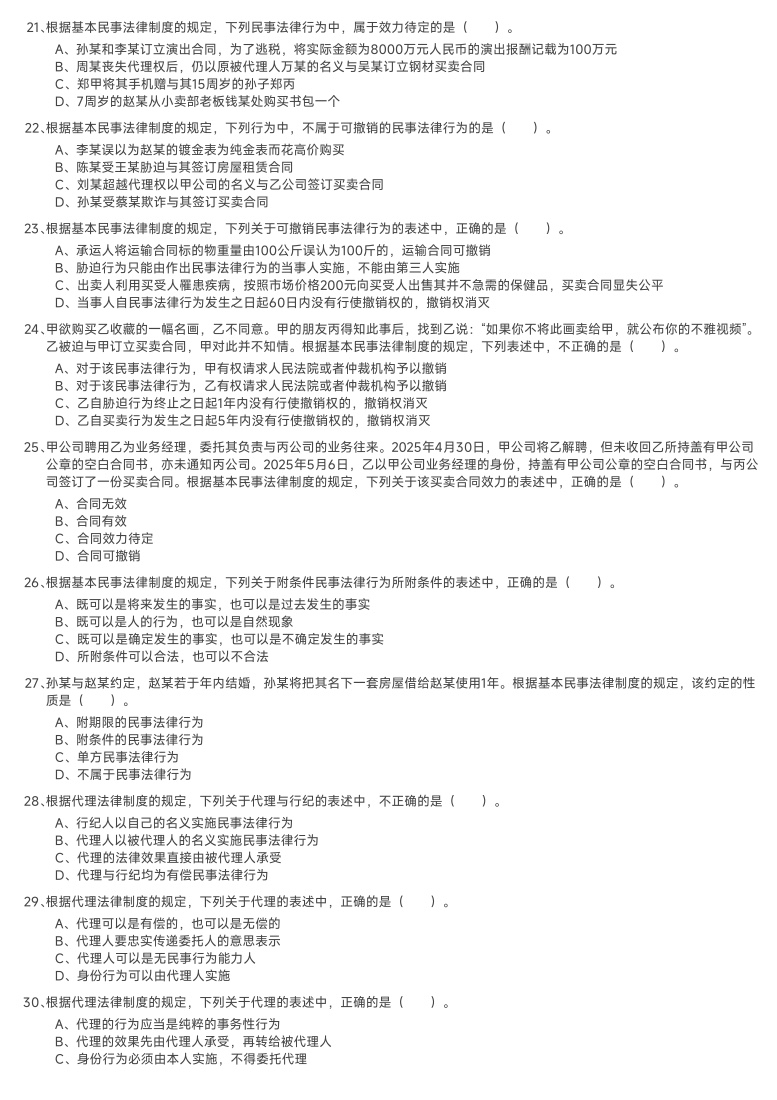 21、根据基本民事法律制度的规定，下列民事法律行为中，属于效力待定的是（　　）。
A、孙某和李某订立演出合同，为了逃税，将实际金额为8000万元人民币的演出报酬记载为100万元
B、周某丧失代理权后，仍以原被代理人万某的名义与吴某订立钢材买卖合同
C、郑甲将其手机赠与其15周岁的孙子郑丙
D、7周岁的赵某从小卖部老板钱某处购买书包一个
22、根据基本民事法律制度的规定，下列行为中，不属于可撤销的民事法律行为的是（　　）。
A、李某误以为赵某的镀金表为纯金表而花高价购买
B、陈某受王某胁迫与其签订房屋租赁合同
C、刘某超越代理权以甲公司的名义与乙公司签订买卖合同
D、孙某受蔡某欺诈与其签订买卖合同
23、根据基本民事法律制度的规定，下列关于可撤销民事法律行为的表述中，正确的是（　　）。
A、承运人将运输合同标的物重量由100公斤误认为100斤的，运输合同可撤销
B、胁迫行为只能由作出民事法律行为的当事人实施，不能由第三人实施
C、出卖人利用买受人罹患疾病，按照市场价格200元向买受人出售其并不急需的保健品，买卖合同显失公平
D、当事人自民事法律行为发生之日起60日内没有行使撤销权的，撤销权消灭
24、甲欲购买乙收藏的一幅名画，乙不同意。甲的朋友丙得知此事后，找到乙说：“如果你不将此画卖给甲，就公布你的不雅视频”。
乙被迫与甲订立买卖合同，甲对此并不知情。根据基本民事法律制度的规定，下列表述中，不正确的是（　　）。
A、对于该民事法律行为，甲有权请求人民法院或者仲裁机构予以撤销
B、对于该民事法律行为，乙有权请求人民法院或者仲裁机构予以撤销
C、乙自胁迫行为终止之日起1年内没有行使撤销权的，撤销权消灭
D、乙自买卖行为发生之日起5年内没有行使撤销权的，撤销权消灭
25、甲公司聘用乙为业务经理，委托其负责与丙公司的业务往来。2025年4月30日，甲公司将乙解聘，但未收回乙所持盖有甲公司
公章的空白合同书，亦未通知丙公司。2025年5月6日，乙以甲公司业务经理的身份，持盖有甲公司公章的空白合同书，与丙公
司签订了一份买卖合同。根据基本民事法律制度的规定，下列关于该买卖合同效力的表述中，正确的是（　　）。
A、合同无效
B、合同有效
C、合同效力待定
D、合同可撤销
26、根据基本民事法律制度的规定，下列关于附条件民事法律行为所附条件的表述中，正确的是（　　）。
A、既可以是将来发生的事实，也可以是过去发生的事实
B、既可以是人的行为，也可以是自然现象
C、既可以是确定发生的事实，也可以是不确定发生的事实
D、所附条件可以合法，也可以不合法
27、孙某与赵某约定，赵某若于年内结婚，孙某将把其名下一套房屋借给赵某使用1年。根据基本民事法律制度的规定，该约定的性
质是（　　）。
A、附期限的民事法律行为
B、附条件的民事法律行为
C、单方民事法律行为
D、不属于民事法律行为
28、根据代理法律制度的规定，下列关于代理与行纪的表述中，不正确的是（　　）。
A、行纪人以自己的名义实施民事法律行为
B、代理人以被代理人的名义实施民事法律行为
C、代理的法律效果直接由被代理人承受
D、代理与行纪均为有偿民事法律行为
29、根据代理法律制度的规定，下列关于代理的表述中，正确的是（　　）。
A、代理可以是有偿的，也可以是无偿的
B、代理人要忠实传递委托人的意思表示
C、代理人可以是无民事行为能力人
D、身份行为可以由代理人实施
30、根据代理法律制度的规定，下列关于代理的表述中，正确的是（　　）。
A、代理的行为应当是纯粹的事务性行为
B、代理的效果先由代理人承受，再转给被代理人
C、身份行为必须由本人实施，不得委托代理